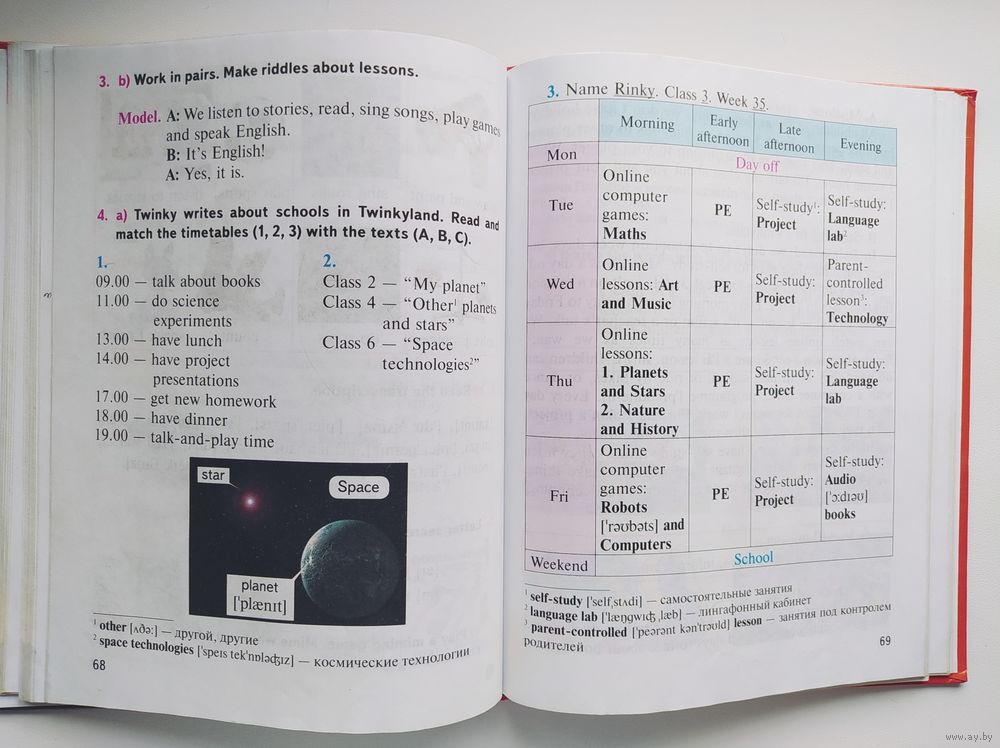 3. b) Work in pairs. Make riddles about lessons.
Model. A: We listen to stories, read, sing songs, play games
and speak English.
B: It's English!
A: Yes, it is.
4. a) Twinky writes about schools in Twinkyland. Read and
match the timetables (1, 2, 3) with the texts (A, B, C).
1.
09.00 — talk about books
11.00 — do science
experiments
13.00 — have lunch
14.00 — have project
presentations
17.00 — get new homework
18.00 — have dinner
19.00 — talk-and-play time
2.
Class 2 — “My planet”
Class 4 — “Other¹ planets
and stars”
Class 6 — “Space
technologies²”
star
Space
planet
['plænɪt]
¹ other [ʌðə:] — другой, другие
² space technologies ['speɪs tek'nɒləʤɪz] — космические технологии
68
3. Name Rinky. Class 3. Week 35.
Morning
Early
afternoon
Late
afternoon
Evening
Mon
Day off
Tue
Online
computer
games:
Maths
PE
Self-study¹:
Project
Self-study:
Language
lab²
Wed
Online
lessons: Art
and Music
PE
Self-study:
Project
Parent-
controlled
lesson³:
Technology
Thu
Online
lessons:
1. Planets
and Stars
2. Nature
and History
PE
Self-study:
Project
Self-study:
Language
lab
Fri
Online
computer
games:
Robots
['rəʊbəts] and
Computers
PE
Self-study:
Project
Self-study:
Audio
['ɔ:dɪəʊ]
books
Weekend
School
¹ self-study ['self,stʌdi] — самостоятельные занятия
² language lab ['læŋgwɪʤ ,læb] — лингафонный кабинет
³ parent-controlled ['peərənt kən'trəʊld] lesson — занятия под контролем
родителей
69
www.ay.by